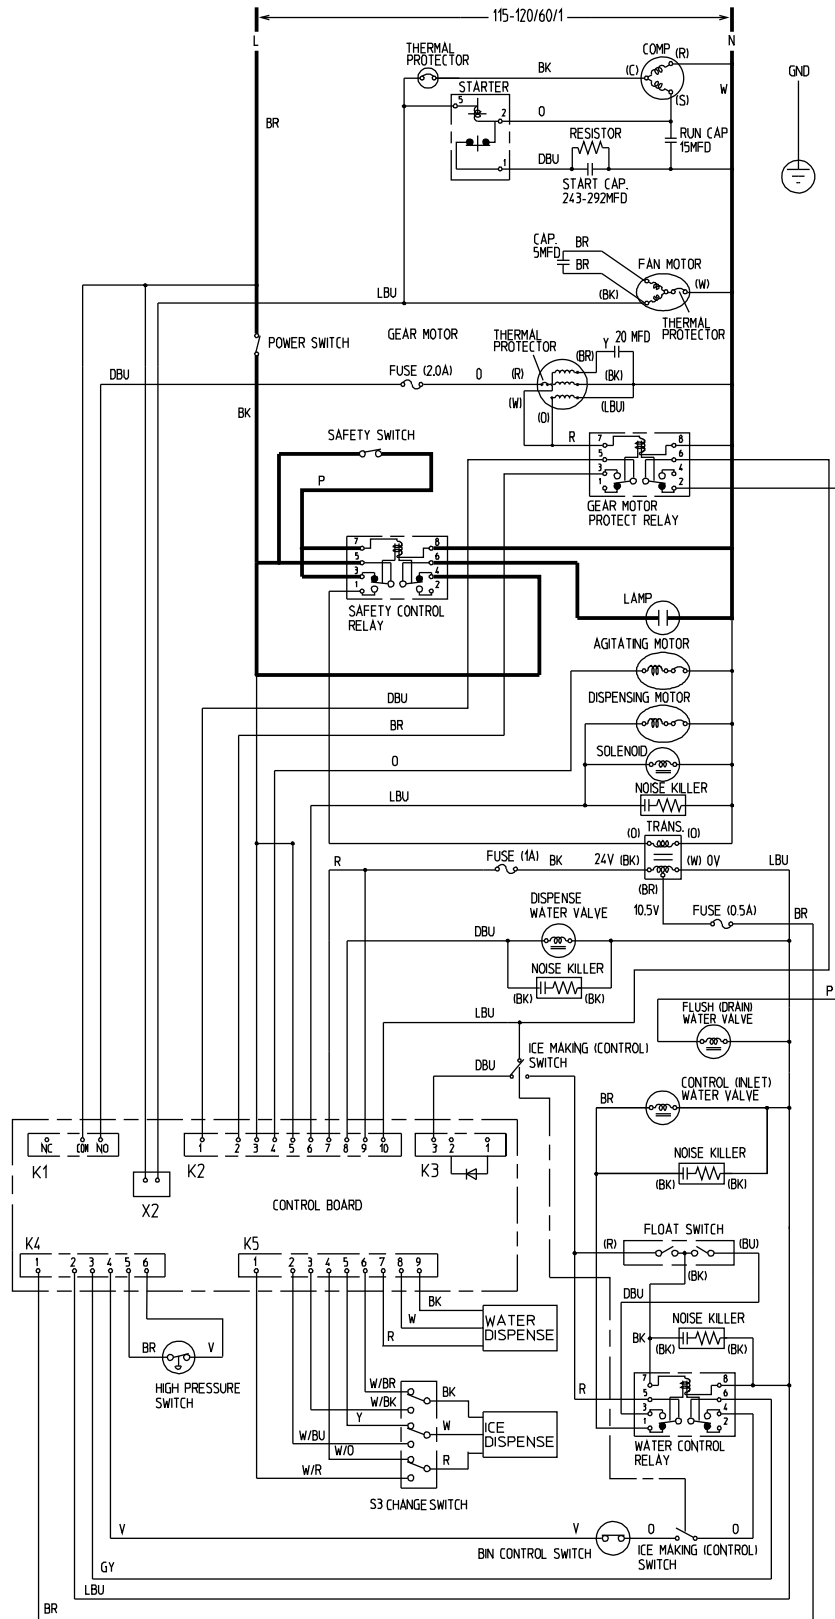 115-120/60/1
L
N
THERMAL
PROTECTOR
BK
COMP
(R)
(C)
(S)
W
GND
STARTER
5
2
1
O
BR
RESISTOR
RUN CAP
15MFD
DBU
START CAP.
243-292MFD
CAP.
5MFD
BR
BR
FAN MOTOR
(W)
(BK)
LBU
THERMAL
PROTECTOR
POWER SWITCH
GEAR MOTOR
THERMAL
PROTECTOR
Y
20 MFD
(BR)
DBU
FUSE (2.0A)
O
(R)
(BK)
(W)
(O)
(LBU)
BK
SAFETY SWITCH
R
7
8
5
6
3
4
1
2
P
GEAR MOTOR
PROTECT RELAY
7
8
5
6
3
4
1
2
SAFETY CONTROL
RELAY
LAMP
AGITATING MOTOR
DBU
DISPENSING MOTOR
BR
SOLENOID
O
NOISE KILLER
LBU
TRANS.
(O)
(O)
R
FUSE (1A)
BK
24V
(BK)
(W)
0V
LBU
(BR)
10.5V
FUSE (0.5A)
BR
DISPENSE
WATER VALVE
DBU
NOISE KILLER
(BK)
(BK)
P
LBU
FLUSH (DRAIN)
WATER VALVE
ICE MAKING (CONTROL)
SWITCH
DBU
BR
CONTROL (INLET)
WATER VALVE
NC
COM
NO
1
2
3
4
5
6
7
8
9
10
3
2
1
K1
K2
K3
NOISE KILLER
(BK)
(BK)
X2
CONTROL BOARD
FLOAT SWITCH
K4
K5
(R)
(BU)
1
2
3
4
5
6
1
2
3
4
5
6
7
8
9
(BK)
DBU
BK
W
R
WATER
DISPENSE
NOISE KILLER
BK
(BK)
(BK)
BR
V
HIGH PRESSURE
SWITCH
W/BR
BK
W/BK
Y
W
W/BU
W/O
R
W/R
ICE
DISPENSE
R
7
8
5
6
3
4
1
2
WATER CONTROL
RELAY
S3 CHANGE SWITCH
V
V
O
O
BIN CONTROL SWITCH
ICE MAKING (CONTROL)
SWITCH
GY
LBU
BR